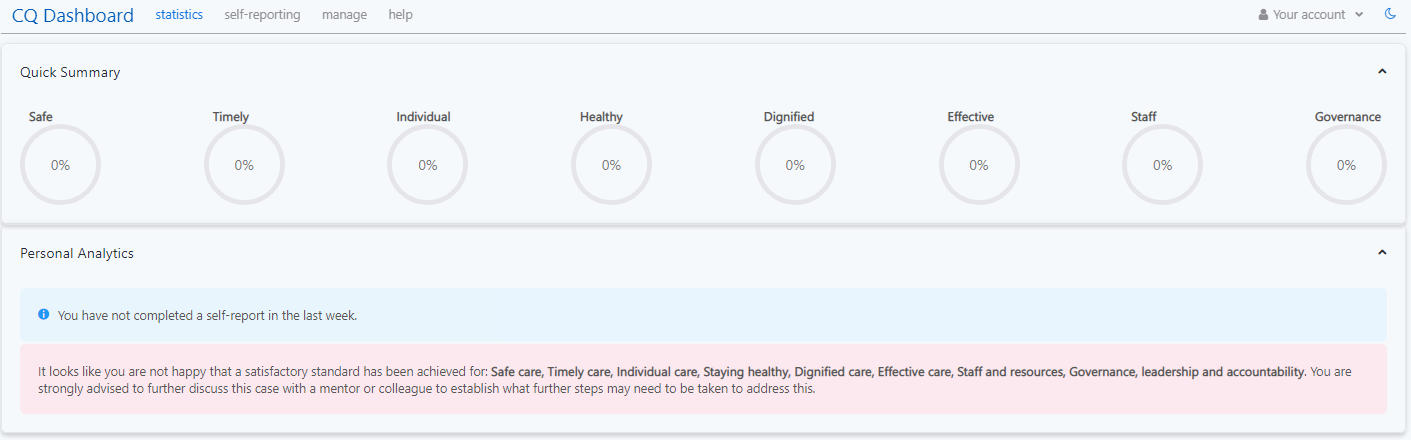 CQ Dashboard statistics self-reporting manage help Your account
Quick Summary
Safe Timely Individual Healthy Dignified Effective Staff Governance
0% 0% 0% 0% 0% 0% 0% 0%
Personal Analytics
You have not completed a self-report in the last week.
It looks like you are not happy that a satisfactory standard has been achieved for: Safe care, Timely care, Individual care, Staying healthy, Dignified care, Effective care, Staff and resources, Governance, leadership and accountability. You are
strongly advised to further discuss this case with a mentor or colleague to establish what further steps may need to be taken to address this.